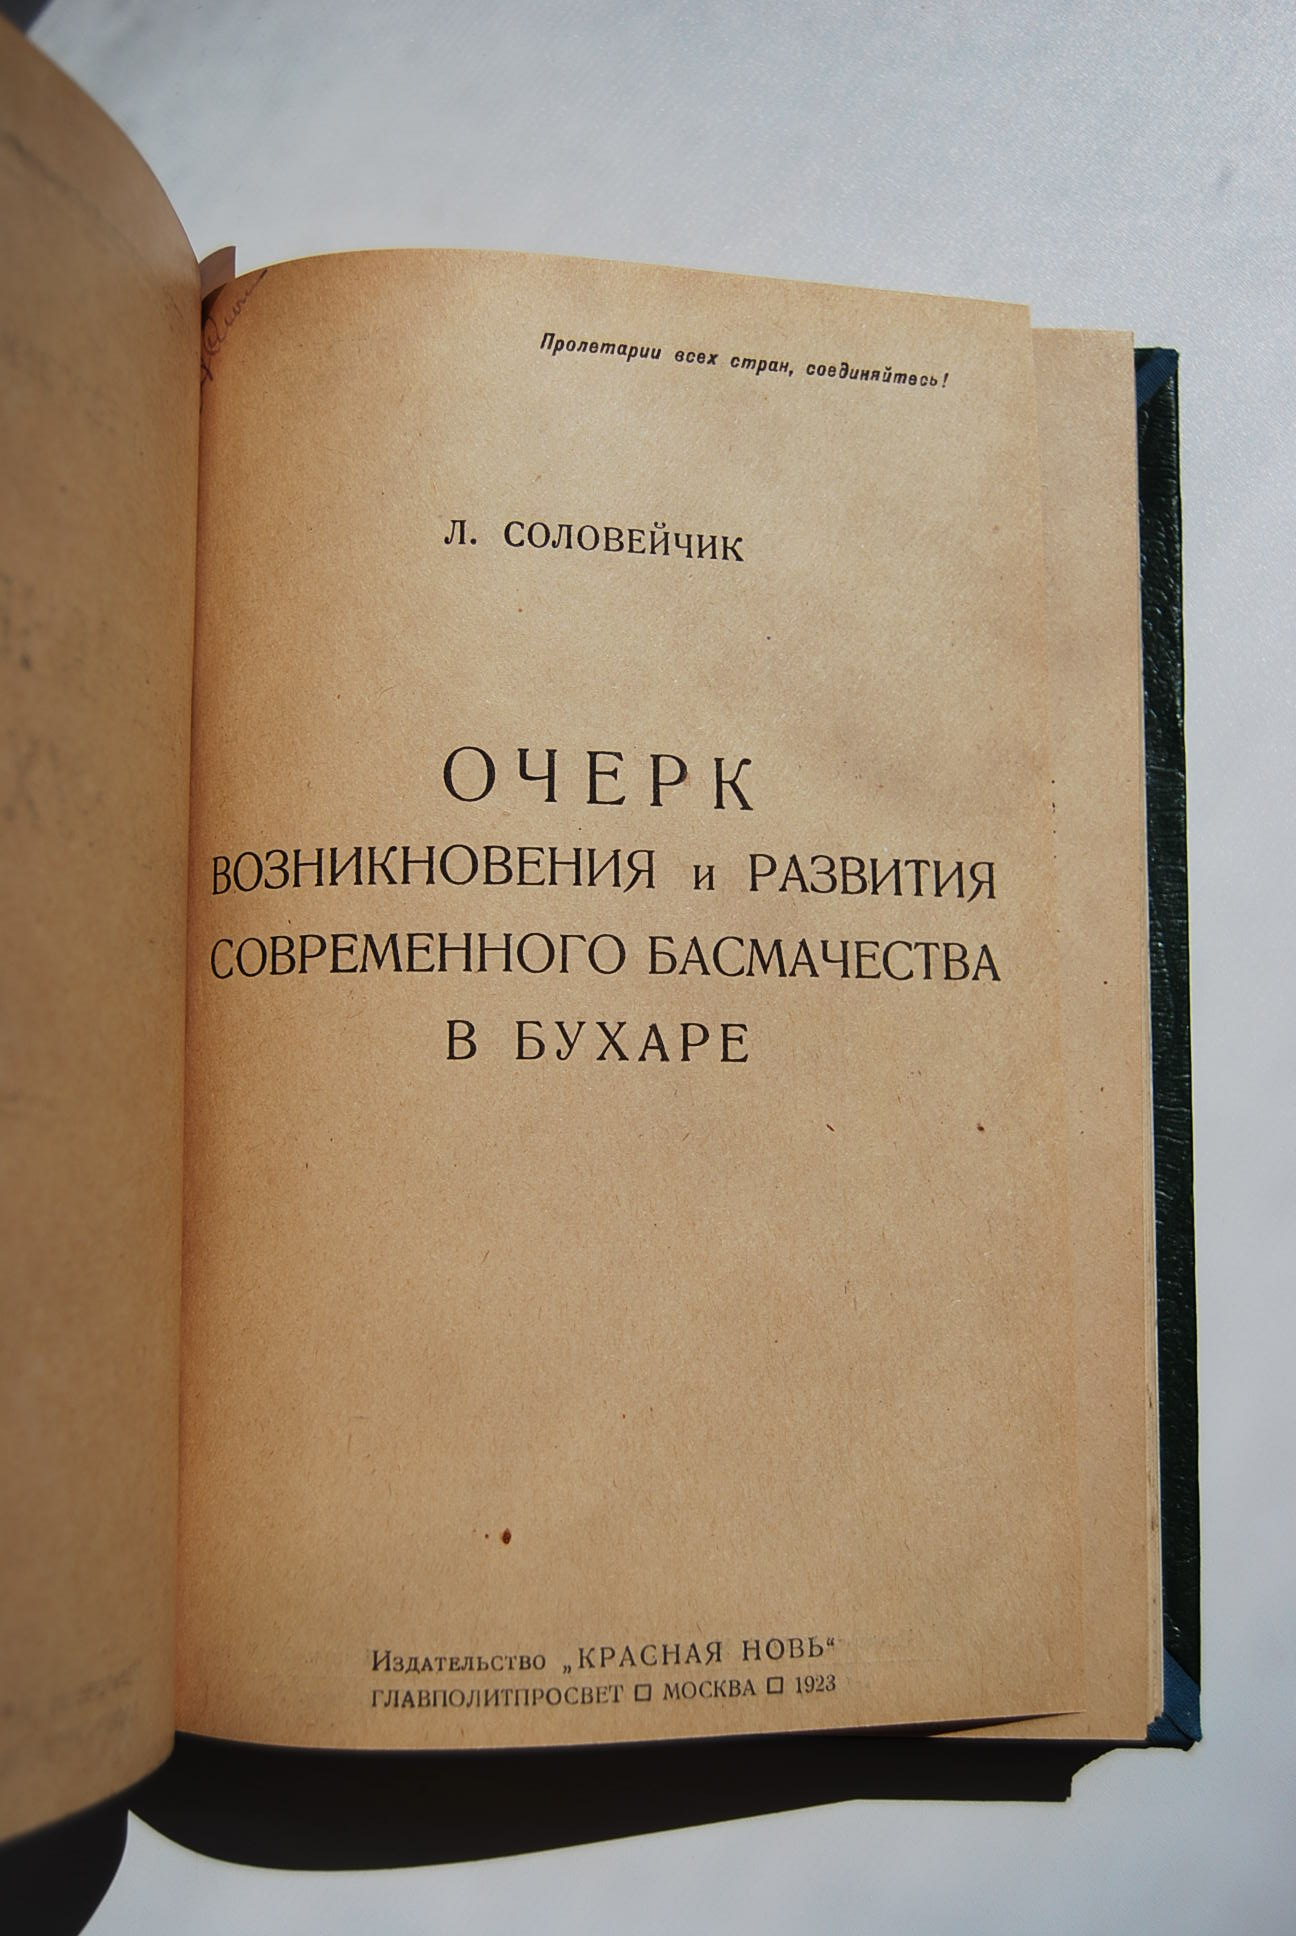 Пролетарии всех стран, соединяйтесь!
Л. СОЛОВЕЙЧИК
ОЧЕРК
ВОЗНИКНОВЕНИЯ и РАЗВИТИЯ
СОВРЕМЕННОГО БАСМАЧЕСТВА
В БУХАРЕ
Издательство „КРАСНАЯ НОВЬ“
ГЛАВПОЛИТПРОСВЕТ □ МОСКВА □ 1923